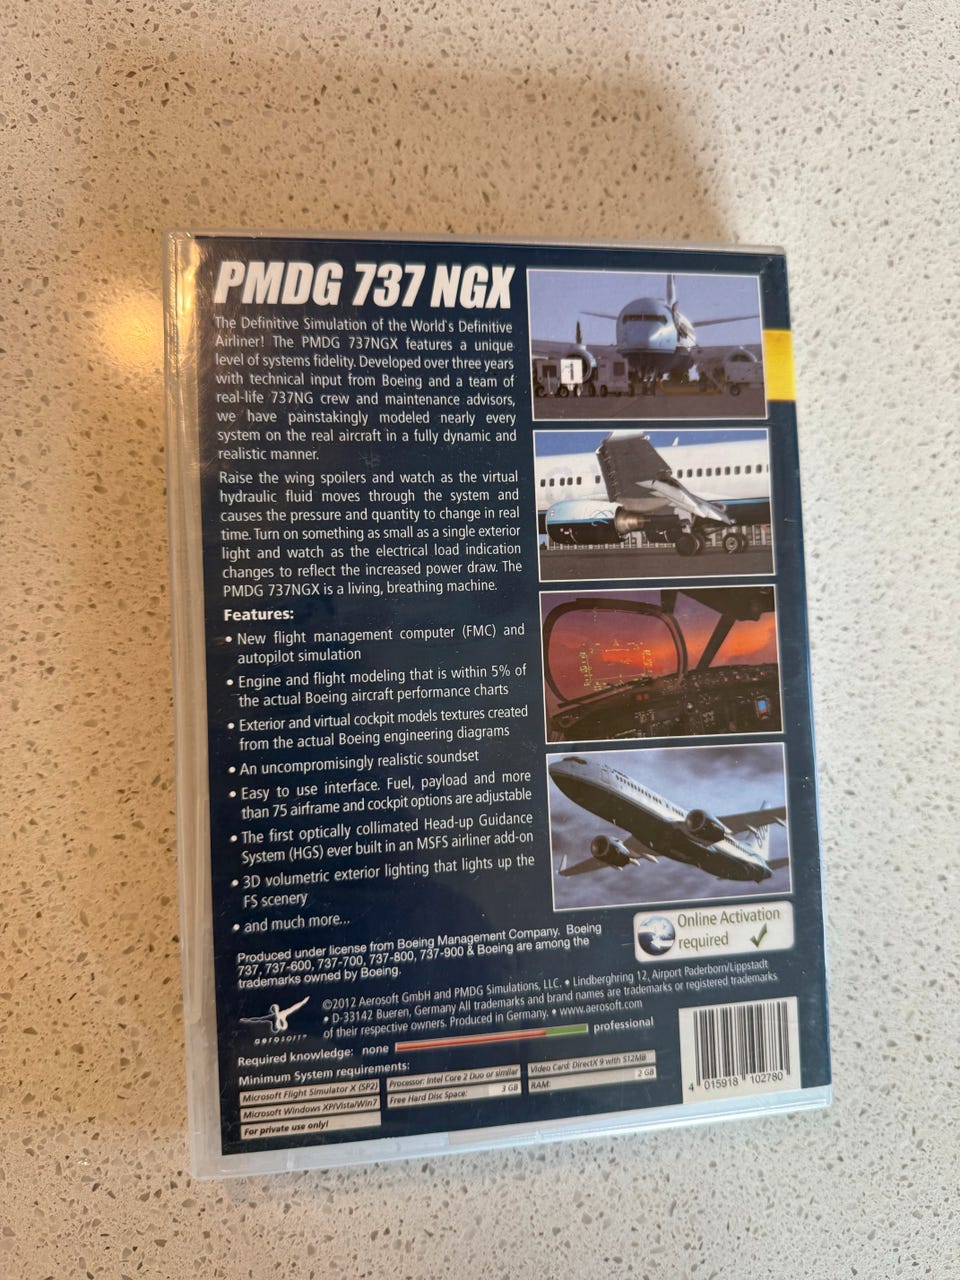 PMDG 737 NGX
The Definitive Simulation of the World's Definitive
Airliner! The PMDG 737NGX features a unique
level of systems fidelity. Developed over three years
with technical input from Boeing and a team of
real-life 737NG crew and maintenance advisors,
we have painstakingly modeled nearly every
system on the real aircraft in a fully dynamic and
realistic manner.
Raise the wing spoilers and watch as the virtual
hydraulic fluid moves through the system and
causes the pressure and quantity to change in real
time. Turn on something as small as a single exterior
light and watch as the electrical load indication
changes to reflect the increased power draw. The
PMDG 737NGX is a living, breathing machine.
Features:
• New flight management computer (FMC) and
autopilot simulation
• Engine and flight modeling that is within 5% of
the actual Boeing aircraft performance charts
• Exterior and virtual cockpit models textures created
from the actual Boeing engineering diagrams
• An uncompromisingly realistic soundset
• Easy to use interface. Fuel, payload and more
than 75 airframe and cockpit options are adjustable
• The first optically collimated Head-up Guidance
System (HGS) ever built in an MSFS airliner add-on
• 3D volumetric exterior lighting that lights up the
FS scenery
• and much more...
Online Activation
required
Produced under license from Boeing Management Company. Boeing
737, 737-600, 737-700, 737-800, 737-900 & Boeing are among the
trademarks owned by Boeing.
aerosoft™
©2012 Aerosoft GmbH and PMDG Simulations, LLC. • Lindberghring 12, Airport Paderborn/Lippstadt
• D-33142 Bueren, Germany All trademarks and brand names are trademarks or registered trademarks
of their respective owners. Produced in Germany. • www.aerosoft.com
Required knowledge: none professional
Minimum System requirements:
Microsoft Flight Simulator X (SP2)
Microsoft Windows XP/Vista/Win7
For private use only!
Processor: Intel Core 2 Duo or similar
Free Hard Disc Space: 3 GB
Video Card: DirectX 9 with 512MB
RAM: 2 GB
4 015918 102780